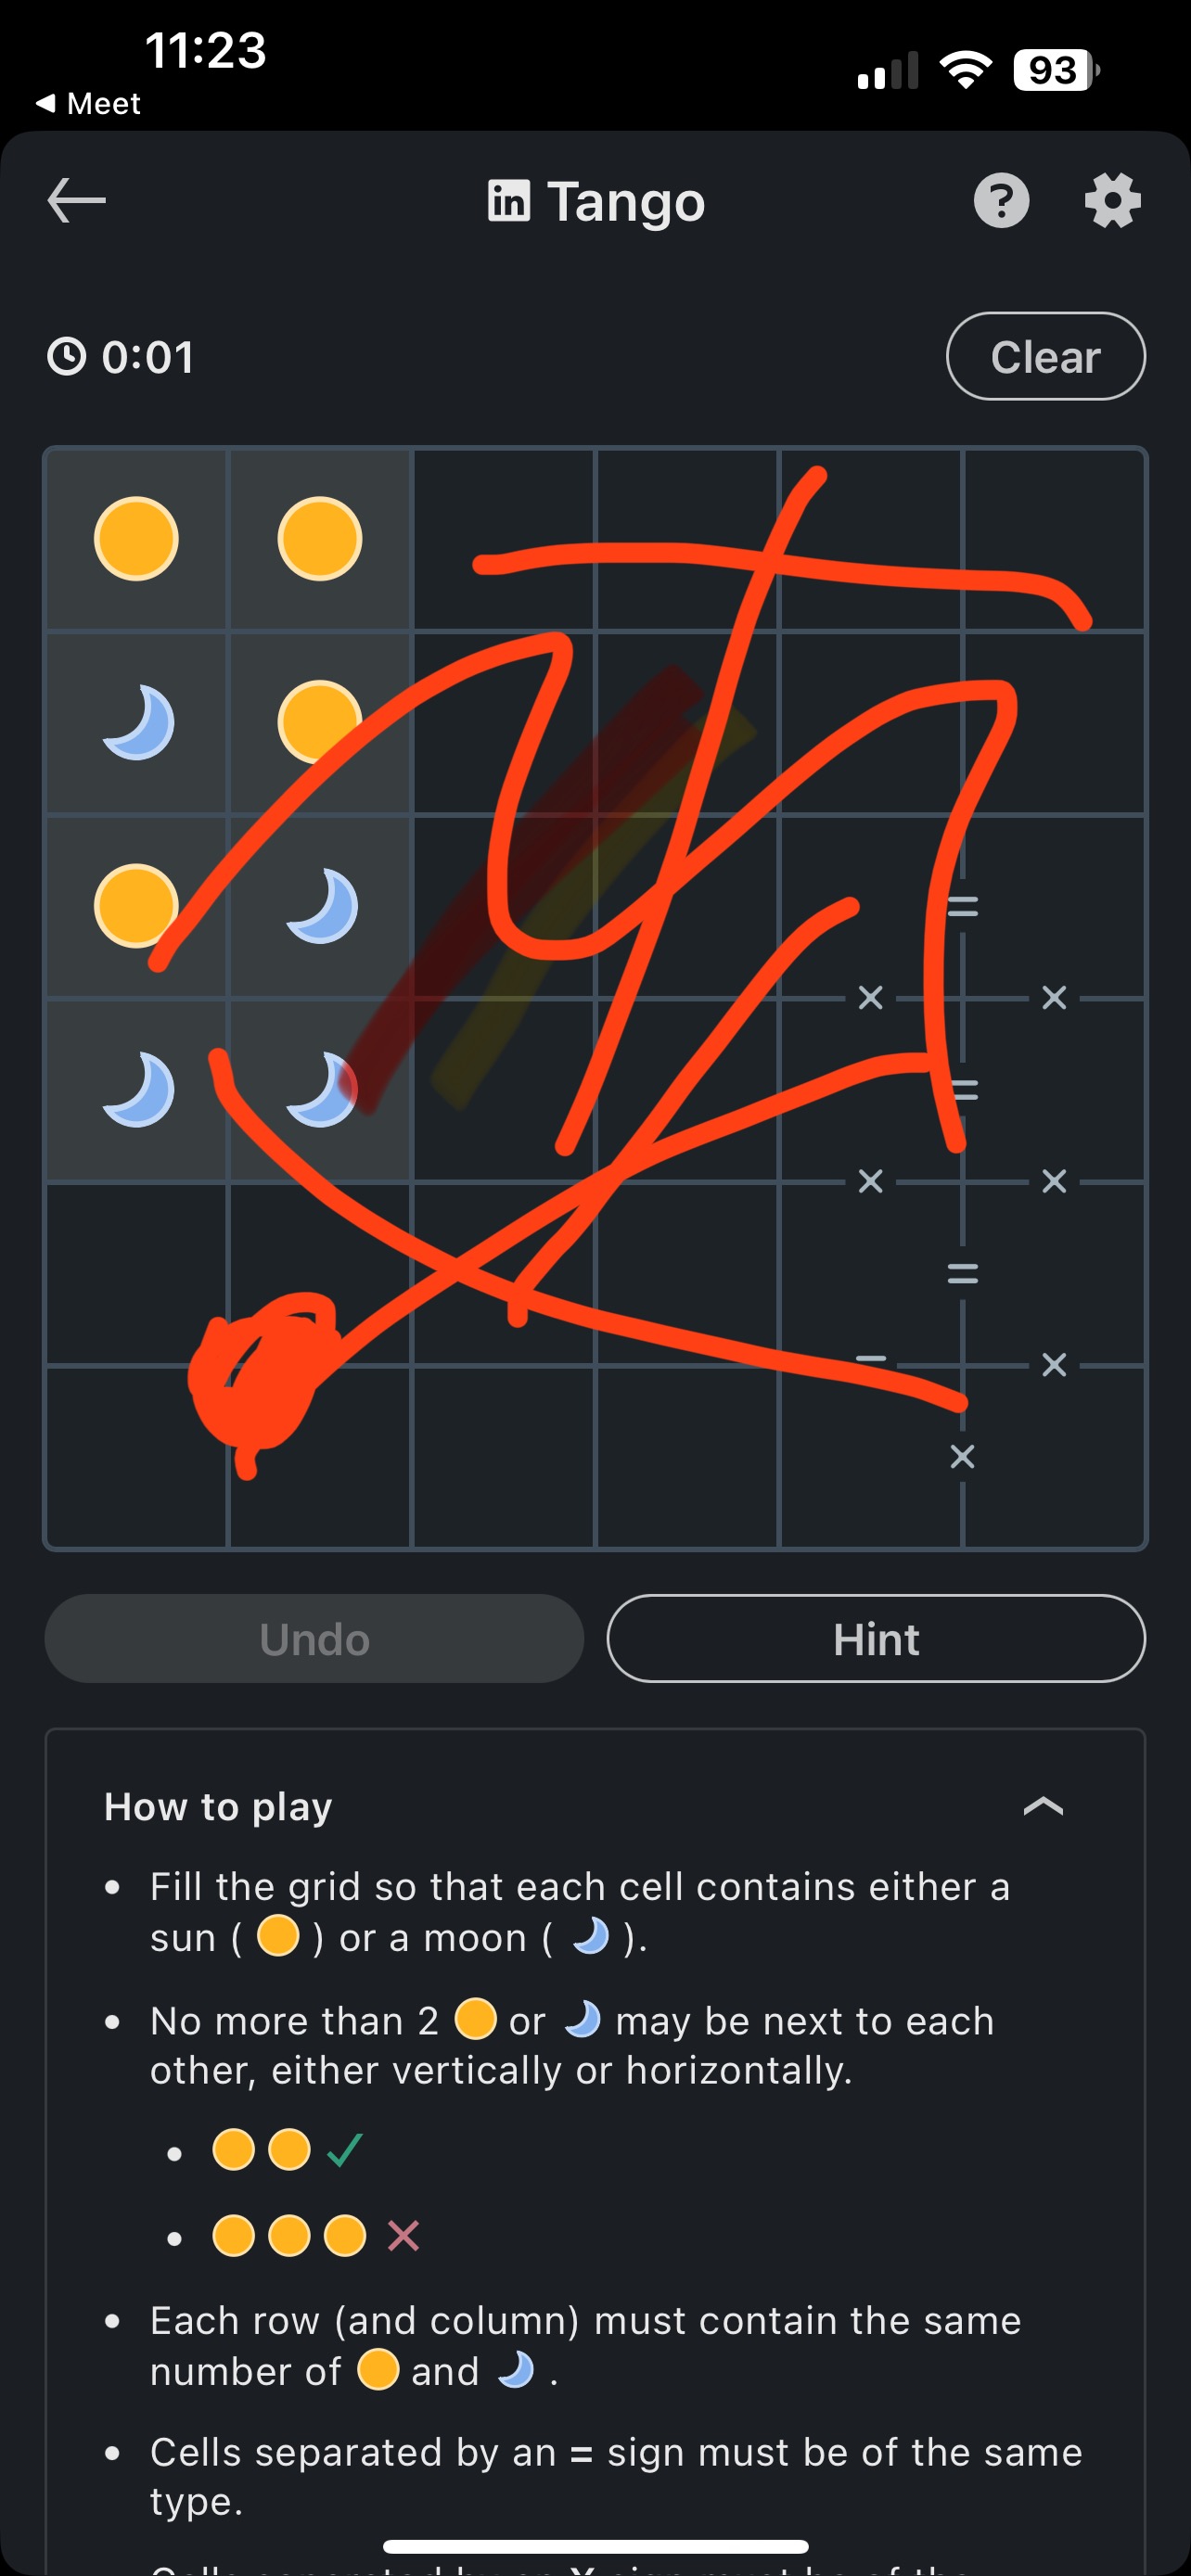 11:23
93
Meet
in Tango
?
0:01
Clear
=
× ×
=
× ×
=
×
×
Undo
Hint
How to play
• Fill the grid so that each cell contains either a
sun ( ) or a moon ( ).
• No more than 2 or may be next to each
other, either vertically or horizontally.
• Each row (and column) must contain the same
number of and .
• Cells separated by an = sign must be of the same
type.